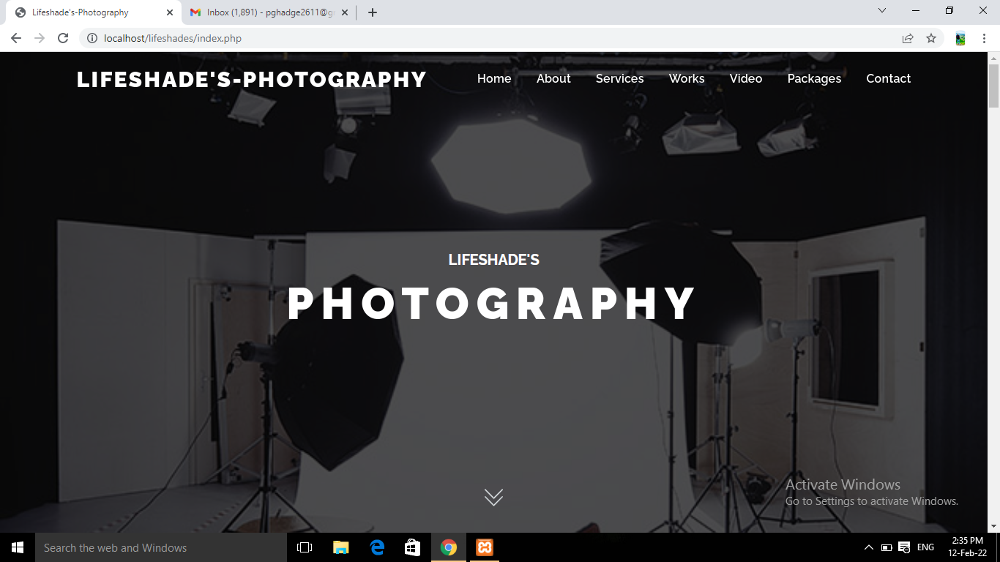 Lifeshade's-Photography
Inbox (1,891) - pghadge2611@g
localhost/lifeshades/index.php
LIFESHADE'S-PHOTOGRAPHY
Home About Services Works Video Packages Contact
LIFESHADE'S
PHOTOGRAPHY
Activate Windows
Go to Settings to activate Windows.
Search the web and Windows
ENG
2:35 PM
12-Feb-22